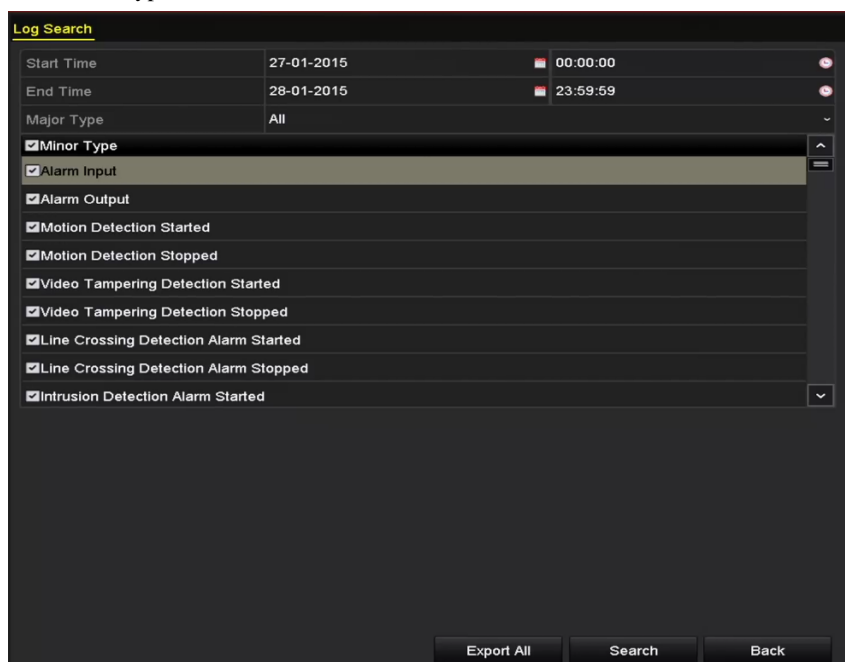 Log Search
Start Time 27-01-2015 00:00:00
End Time 28-01-2015 23:59:59
Major Type All
Minor Type
Alarm Input
Alarm Output
Motion Detection Started
Motion Detection Stopped
Video Tampering Detection Started
Video Tampering Detection Stopped
Line Crossing Detection Alarm Started
Line Crossing Detection Alarm Stopped
Intrusion Detection Alarm Started
Export All Search Back